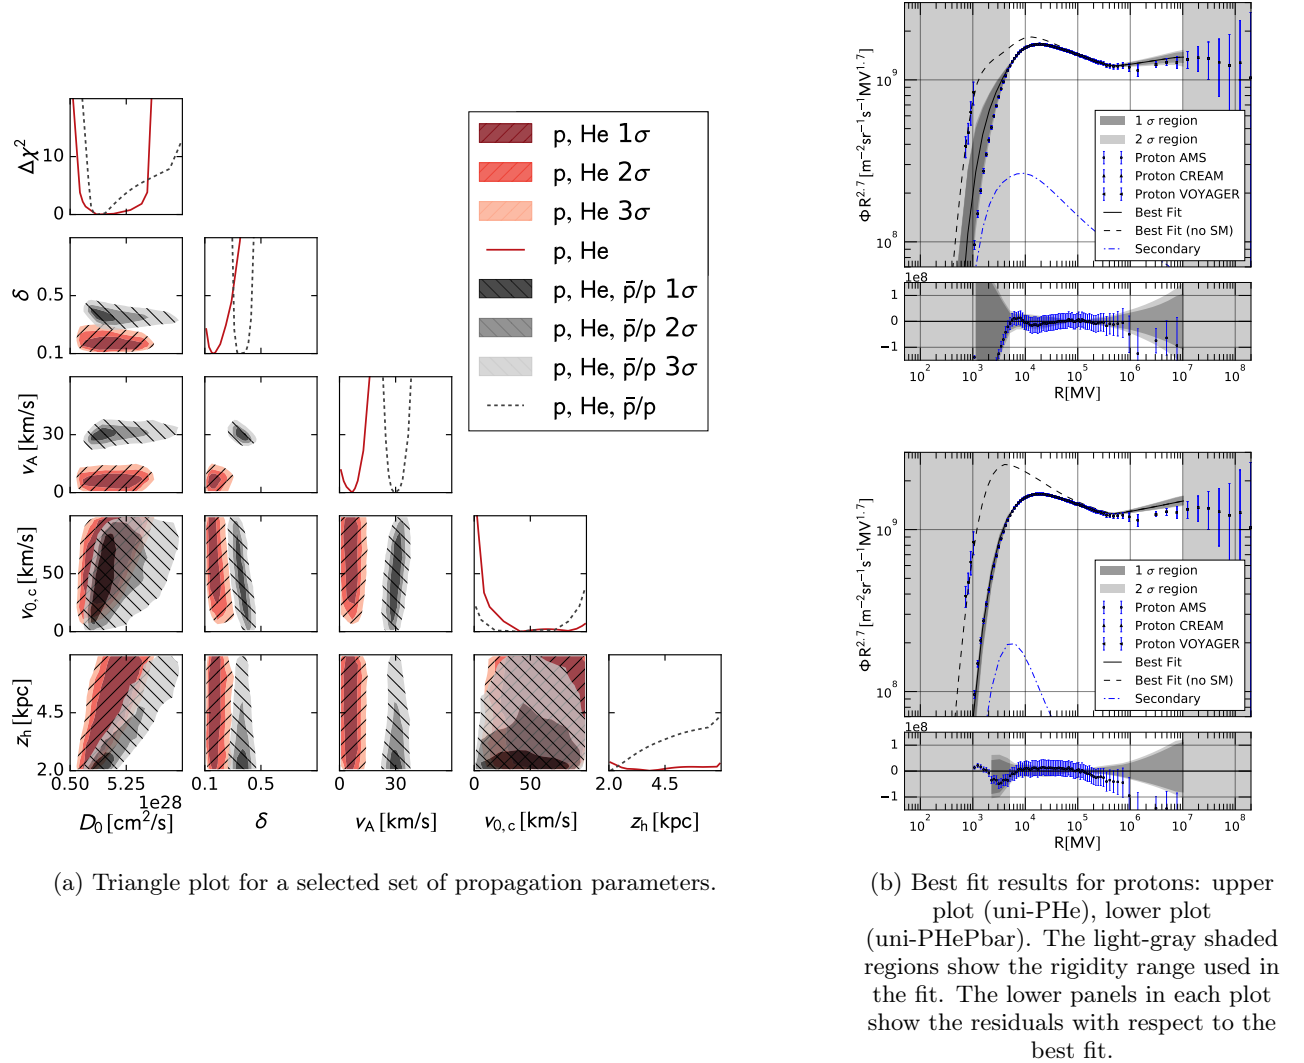 Δχ²
10
0
δ
0.5
0.1
v_A [km/s]
30
0
v_0,c [km/s]
50
0
z_h [kpc]
4.5
2.0
0.50 5.25
1e28
D₀ [cm²/s]
0.1 0.5
δ
0 30
v_A [km/s]
0 50
v_0,c [km/s]
2.0 4.5
z_h [kpc]
p, He 1σ
p, He 2σ
p, He 3σ
p, He
p, He, p̄/p 1σ
p, He, p̄/p 2σ
p, He, p̄/p 3σ
p, He, p̄/p
(a) Triangle plot for a selected set of propagation parameters.
ΦR^2.7 [m⁻²sr⁻¹s⁻¹MV^1.7]
10⁹
10⁸
1 σ region
2 σ region
Proton AMS
Proton CREAM
Proton VOYAGER
Best Fit
Best Fit (no SM)
Secondary
1e8
1
0
−1
10² 10³ 10⁴ 10⁵ 10⁶ 10⁷ 10⁸
R[MV]
ΦR^2.7 [m⁻²sr⁻¹s⁻¹MV^1.7]
10⁹
10⁸
1 σ region
2 σ region
Proton AMS
Proton CREAM
Proton VOYAGER
Best Fit
Best Fit (no SM)
Secondary
1e8
1
0
−1
10² 10³ 10⁴ 10⁵ 10⁶ 10⁷ 10⁸
R[MV]
(b) Best fit results for protons: upper
plot (uni-PHe), lower plot
(uni-PHePbar). The light-gray shaded
regions show the rigidity range used in
the fit. The lower panels in each plot
show the residuals with respect to the
best fit.